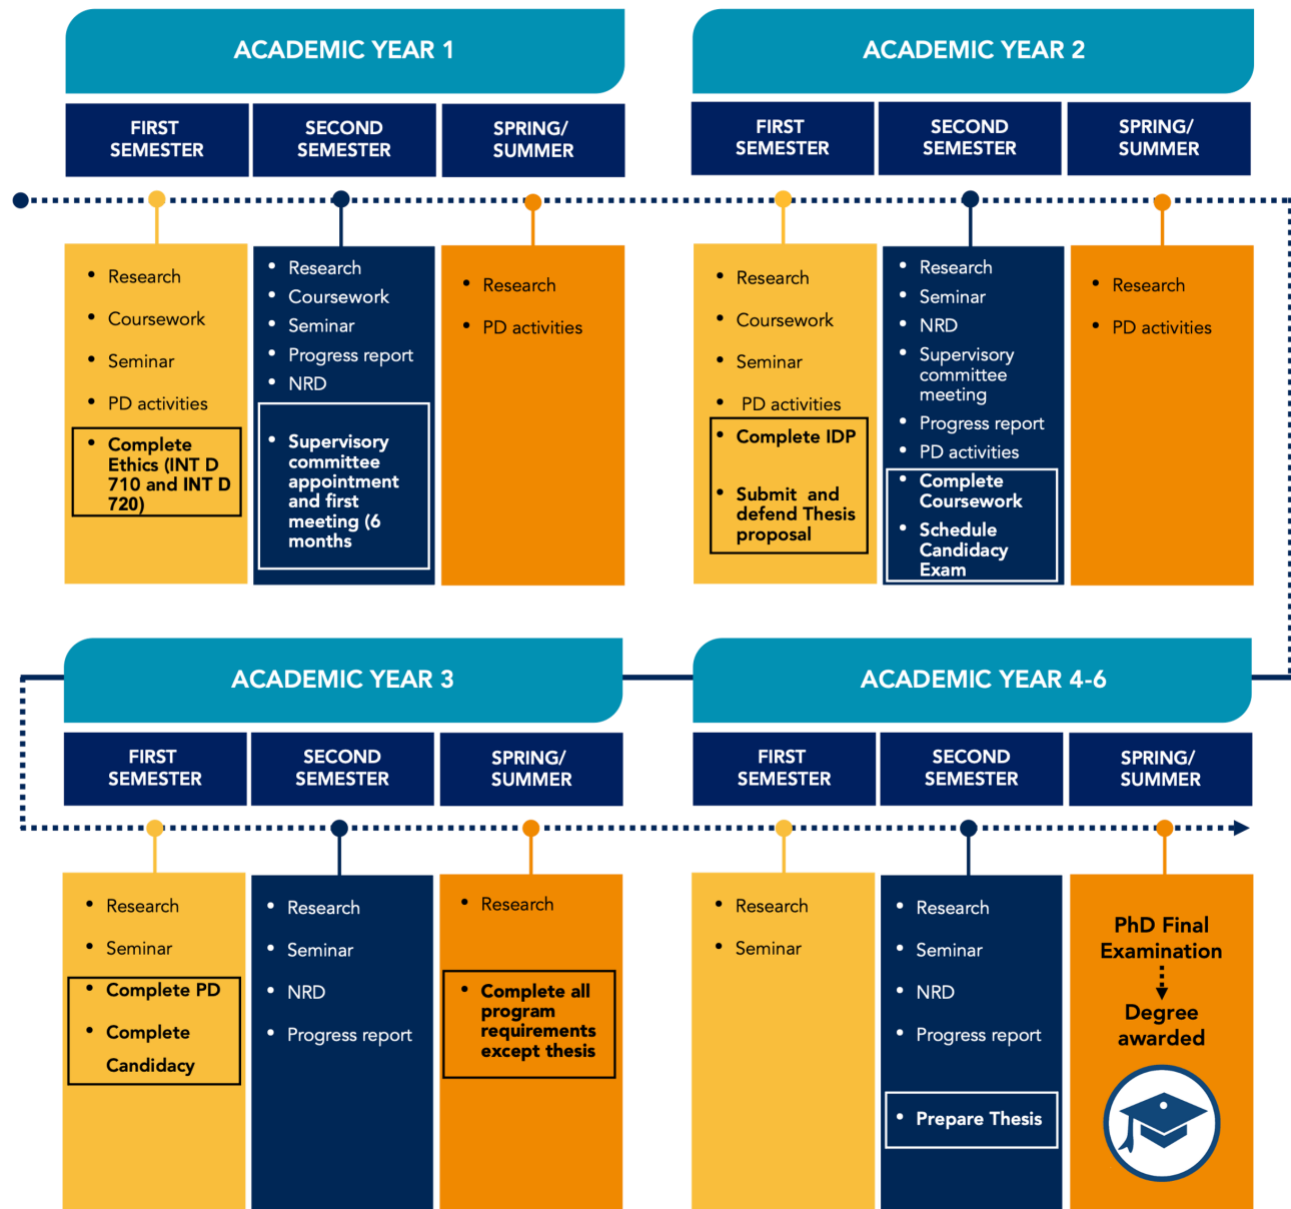 ACADEMIC YEAR 1
FIRST
SEMESTER
SECOND
SEMESTER
SPRING/
SUMMER
• Research
• Coursework
• Seminar
• PD activities
• Complete
Ethics (INT D
710 and INT D
720)
• Research
• Coursework
• Seminar
• Progress report
• NRD
• Supervisory
committee
appointment
and first
meeting (6
months
• Research
• PD activities
ACADEMIC YEAR 2
FIRST
SEMESTER
SECOND
SEMESTER
SPRING/
SUMMER
• Research
• Coursework
• Seminar
• PD activities
• Complete IDP
• Submit and
defend Thesis
proposal
• Research
• Seminar
• NRD
• Supervisory
committee
meeting
• Progress report
• PD activities
• Complete
Coursework
• Schedule
Candidacy
Exam
• Research
• PD activities
ACADEMIC YEAR 3
FIRST
SEMESTER
SECOND
SEMESTER
SPRING/
SUMMER
• Research
• Seminar
• Complete PD
• Complete
Candidacy
• Research
• Seminar
• NRD
• Progress report
• Research
• Complete all
program
requirements
except thesis
ACADEMIC YEAR 4-6
FIRST
SEMESTER
SECOND
SEMESTER
SPRING/
SUMMER
• Research
• Seminar
• Research
• Seminar
• NRD
• Progress report
• Prepare Thesis
PhD Final
Examination
Degree
awarded